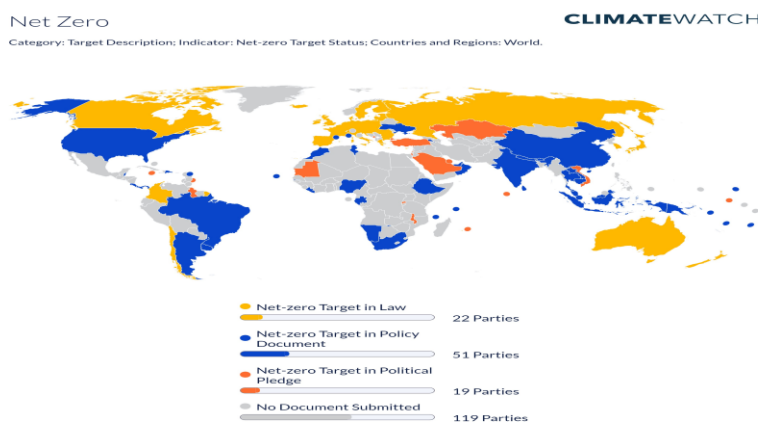 Net Zero
CLIMATEWATCH
Category: Target Description; Indicator: Net-zero Target Status; Countries and Regions: World.
Net-zero Target in Law
22 Parties
Net-zero Target in Policy
Document
51 Parties
Net-zero Target in Political
Pledge
19 Parties
No Document Submitted
119 Parties